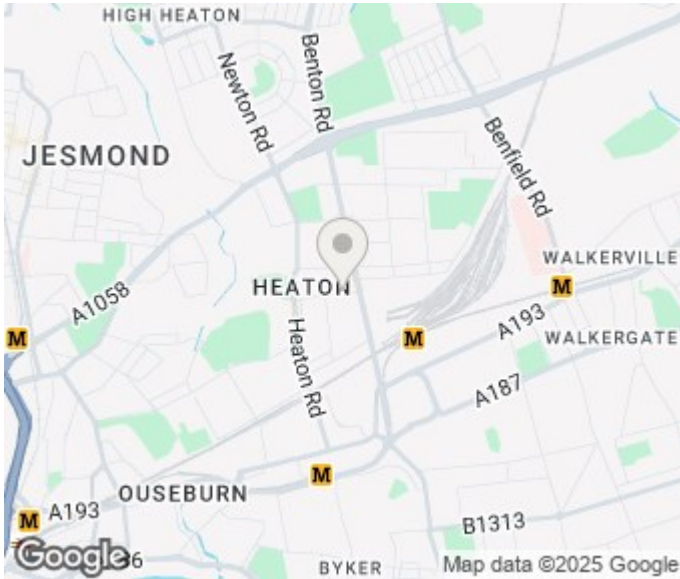 HIGH HEATON
Newton Rd
Benton Rd
Benfield Rd
JESMOND
WALKERVILLE
HEATON
M
A1058
A193
M
M
WALKERGATE
Heaton Rd
A187
M
OUSEBURN
A193
M
B1313
Google
BYKER
Map data ©2025 Google